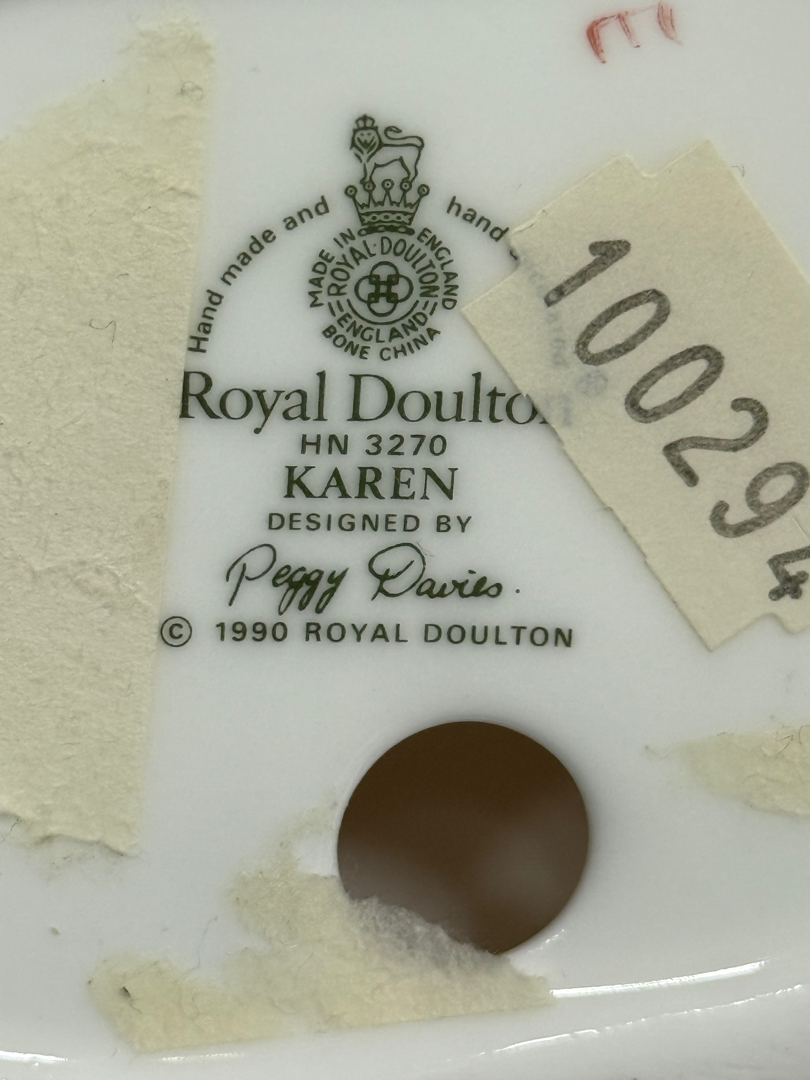 Hand made and hand
MADE IN ENGLAND
ROYAL·DOULTON
ENGLAND
BONE CHINA
Royal Doulton
HN 3270
KAREN
DESIGNED BY
Peggy Davies.
© 1990 ROYAL DOULTON
100294